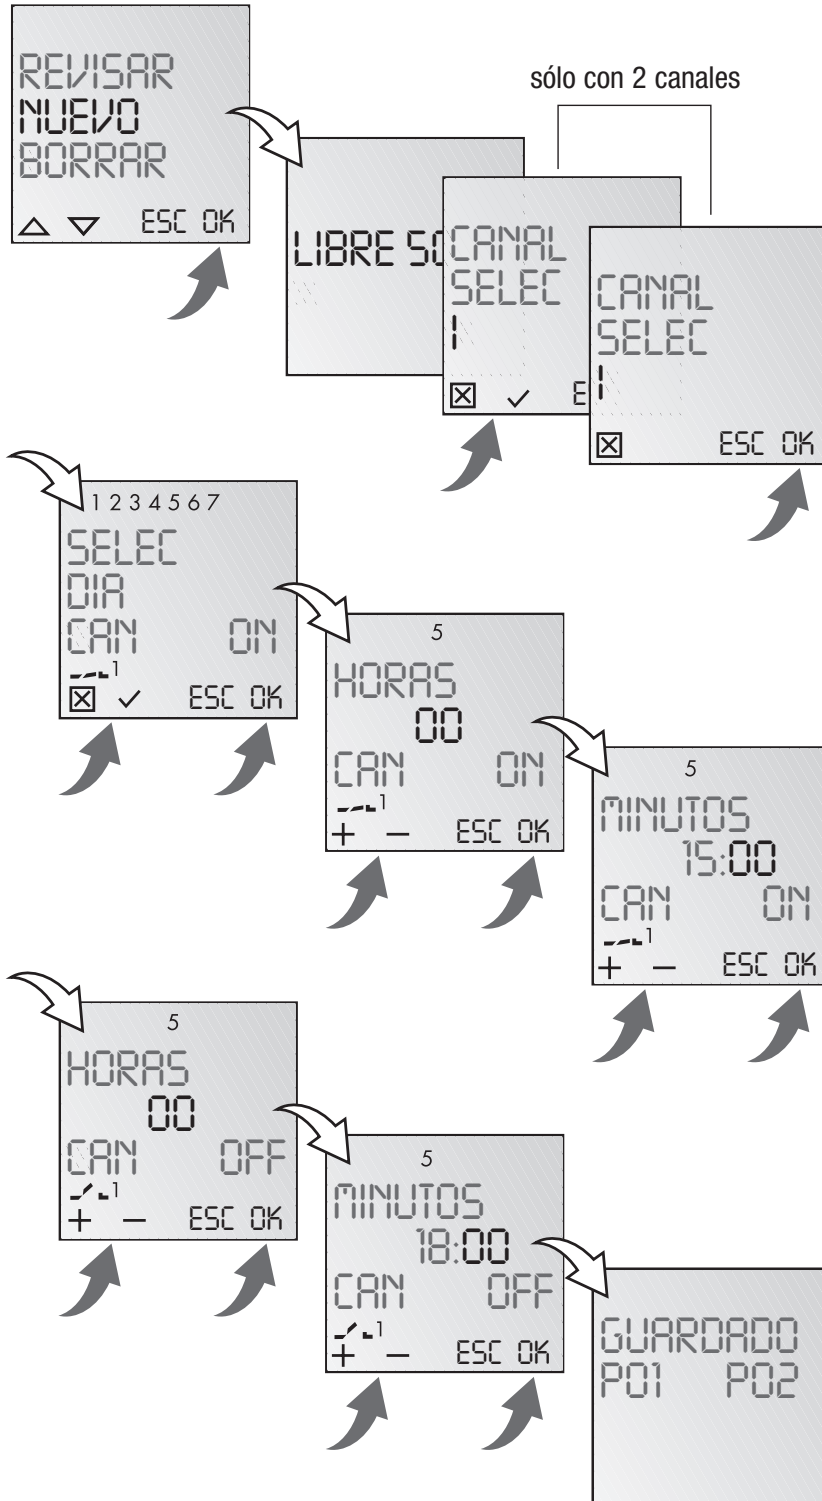 REVISAR
NUEVO
BORRAR
ESC OK
sólo con 2 canales
LIBRE
CANAL
SELEC
1
CANAL
SELEC
1
ESC OK
1 2 3 4 5 6 7
SELEC
DIA
CAN ON
1
ESC OK
5
HORAS
00
CAN ON
1
+ − ESC OK
5
MINUTOS
15:00
CAN ON
1
+ − ESC OK
5
HORAS
00
CAN OFF
1
+ − ESC OK
5
MINUTOS
18:00
CAN OFF
1
+ − ESC OK
GUARDADO
P01 P02